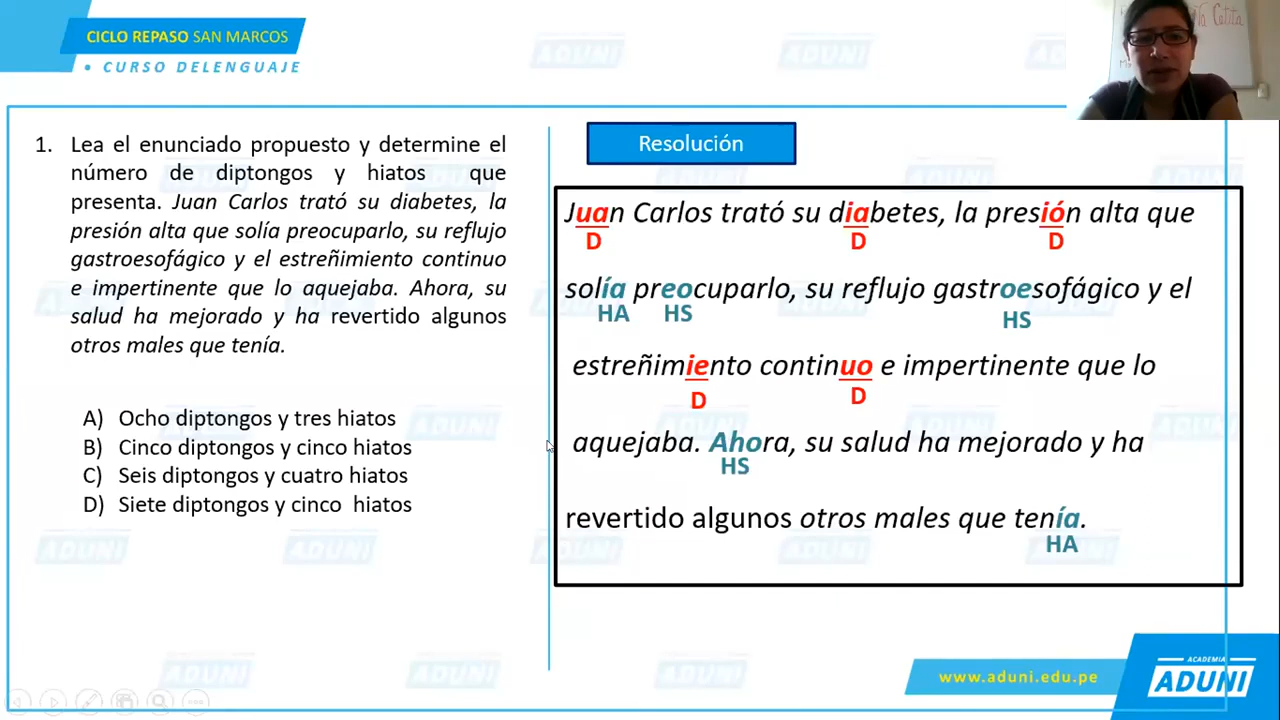 CICLO REPASO SAN MARCOS
• CURSO DELENGUAJE
1. Lea el enunciado propuesto y determine el
número de diptongos y hiatos que
presenta. Juan Carlos trató su diabetes, la
presión alta que solía preocuparlo, su reflujo
gastroesofágico y el estreñimiento continuo
e impertinente que lo aquejaba. Ahora, su
salud ha mejorado y ha revertido algunos
otros males que tenía.
A) Ocho diptongos y tres hiatos
B) Cinco diptongos y cinco hiatos
C) Seis diptongos y cuatro hiatos
D) Siete diptongos y cinco hiatos
Resolución
Juan Carlos trató su diabetes, la presión alta que
D D D
solía preocuparlo, su reflujo gastroesofágico y el
HA HS HS
estreñimiento continuo e impertinente que lo
D D
aquejaba. Ahora, su salud ha mejorado y ha
HS
revertido algunos otros males que tenía.
HA
www.aduni.edu.pe
ACADEMIA
ADUNI